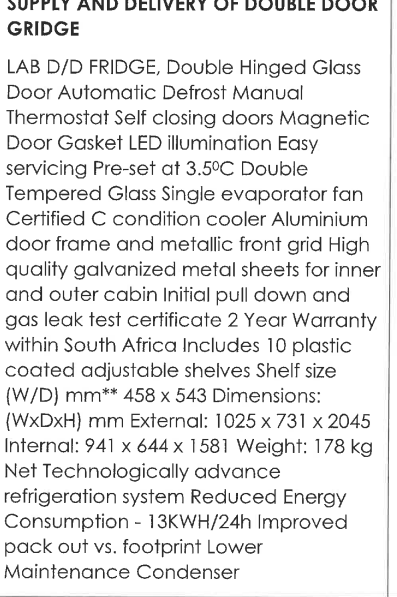 SUPPLY AND DELIVERY OF DOUBLE DOOR
GRIDGE
LAB D/D FRIDGE, Double Hinged Glass
Door Automatic Defrost Manual
Thermostat Self closing doors Magnetic
Door Gasket LED illumination Easy
servicing Pre-set at 3.5⁰C Double
Tempered Glass Single evaporator fan
Certified C condition cooler Aluminium
door frame and metallic front grid High
quality galvanized metal sheets for inner
and outer cabin Initial pull down and
gas leak test certificate 2 Year Warranty
within South Africa Includes 10 plastic
coated adjustable shelves Shelf size
(W/D) mm** 458 x 543 Dimensions:
(WxDxH) mm External: 1025 x 731 x 2045
Internal: 941 x 644 x 1581 Weight: 178 kg
Net Technologically advance
refrigeration system Reduced Energy
Consumption - 13KWH/24h Improved
pack out vs. footprint Lower
Maintenance Condenser